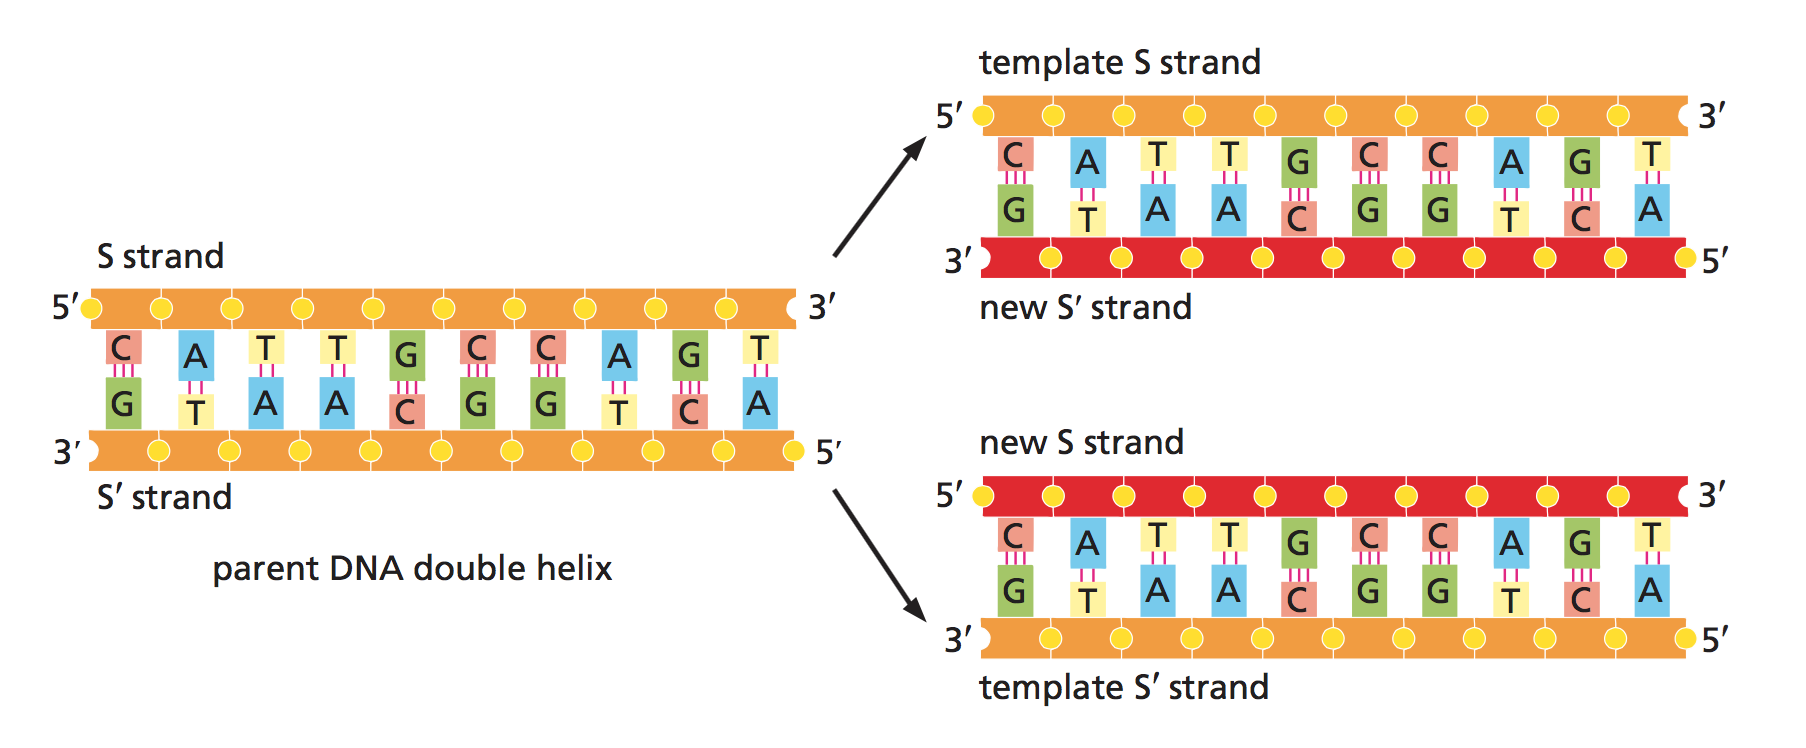 S strand
5′ 3′
C A T T G C C A G T
G T A A C G G T C A
3′ 5′
S′ strand
parent DNA double helix
template S strand
5′ 3′
C A T T G C C A G T
G T A A C G G T C A
3′ 5′
new S′ strand
new S strand
5′ 3′
C A T T G C C A G T
G T A A C G G T C A
3′ 5′
template S′ strand